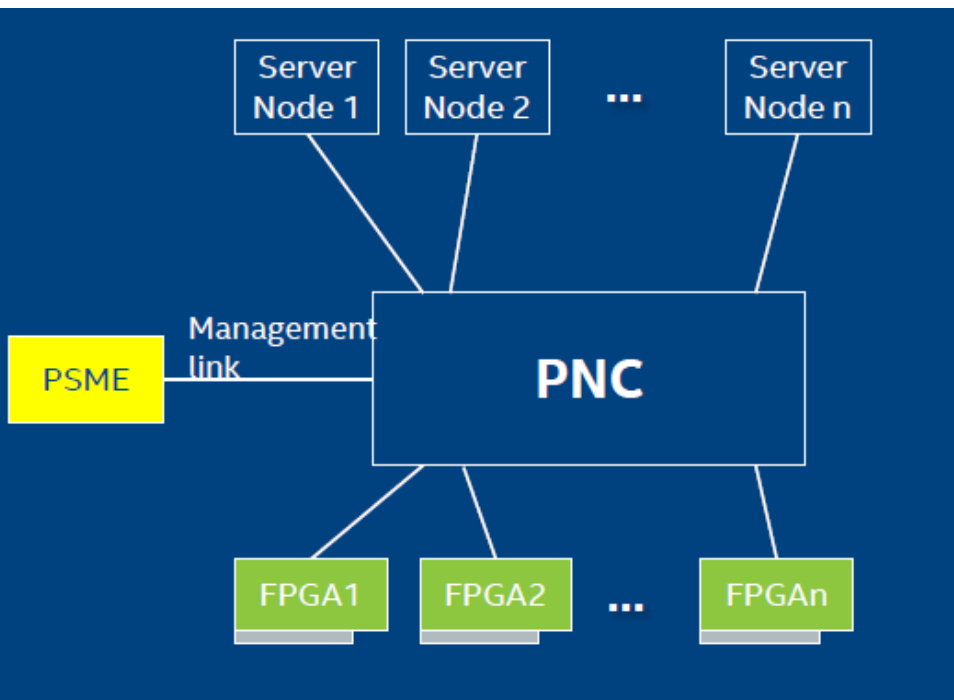 Server
Node 1
Server
Node 2
...
Server
Node n
Management
link
PSME
PNC
FPGA1
FPGA2
...
FPGAn